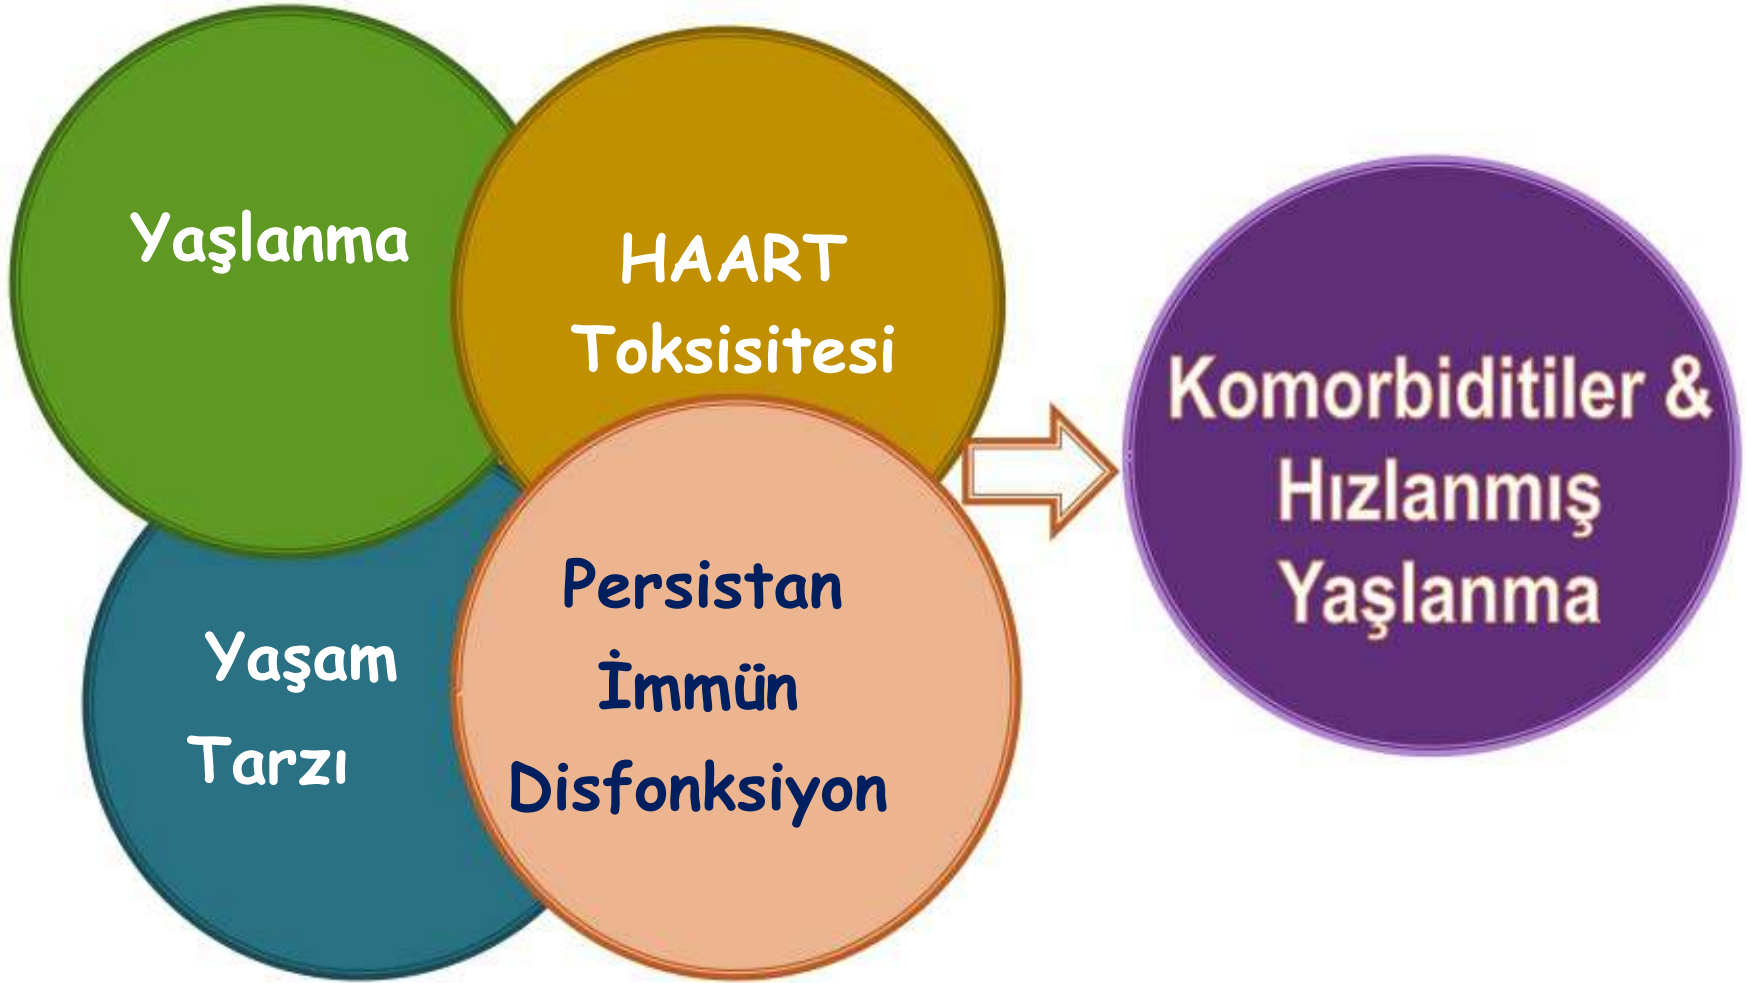 Yaşlanma
HAART
Toksisitesi
Yaşam
Tarzı
Persistan
İmmün
Disfonksiyon
Komorbiditiler &
Hızlanmış
Yaşlanma